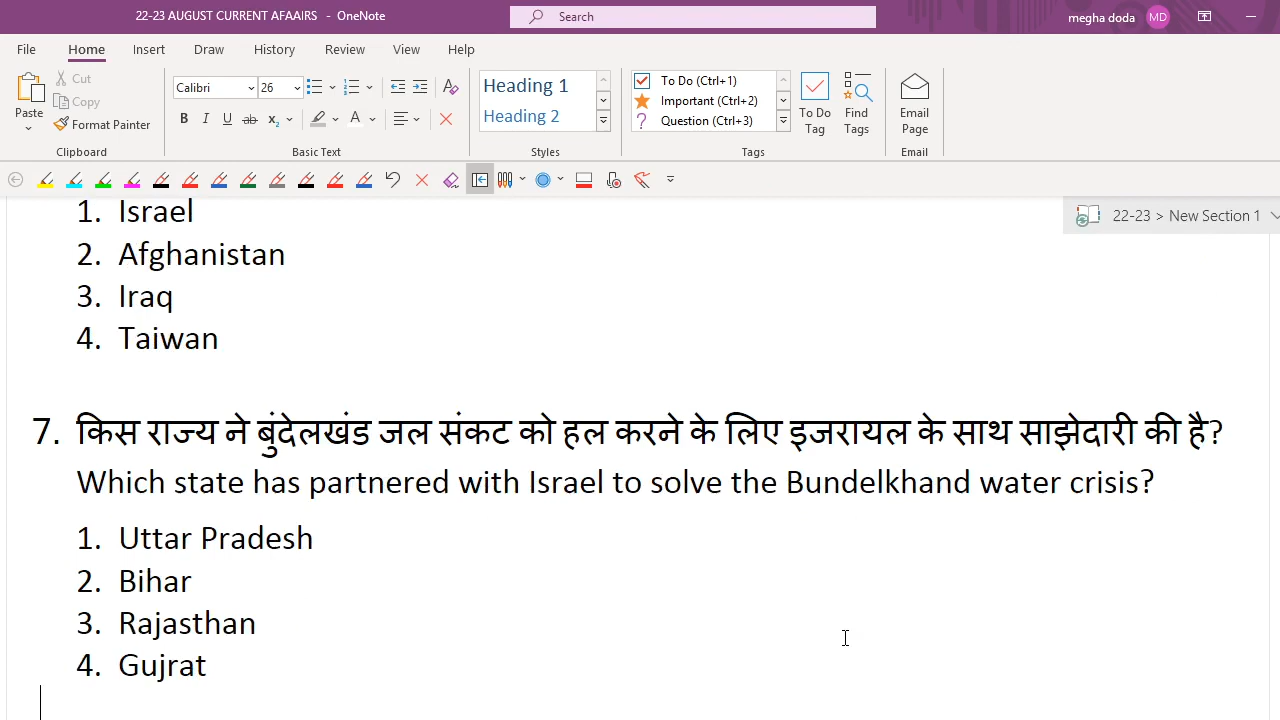 22-23 AUGUST CURRENT AFAAIRS - OneNote
Search
megha doda MD
File Home Insert Draw History Review View Help
Paste
Cut
Copy
Format Painter
Clipboard
Calibri 26
B I U ab x₂ A
Basic Text
Heading 1
Heading 2
Styles
To Do (Ctrl+1)
Important (Ctrl+2)
Question (Ctrl+3)
To Do Tag
Find Tags
Tags
Email Page
Email
22-23 > New Section 1
1. Israel
2. Afghanistan
3. Iraq
4. Taiwan
7. किस राज्य ने बुंदेलखंड जल संकट को हल करने के लिए इजरायल के साथ साझेदारी की है?
Which state has partnered with Israel to solve the Bundelkhand water crisis?
1. Uttar Pradesh
2. Bihar
3. Rajasthan
4. Gujrat